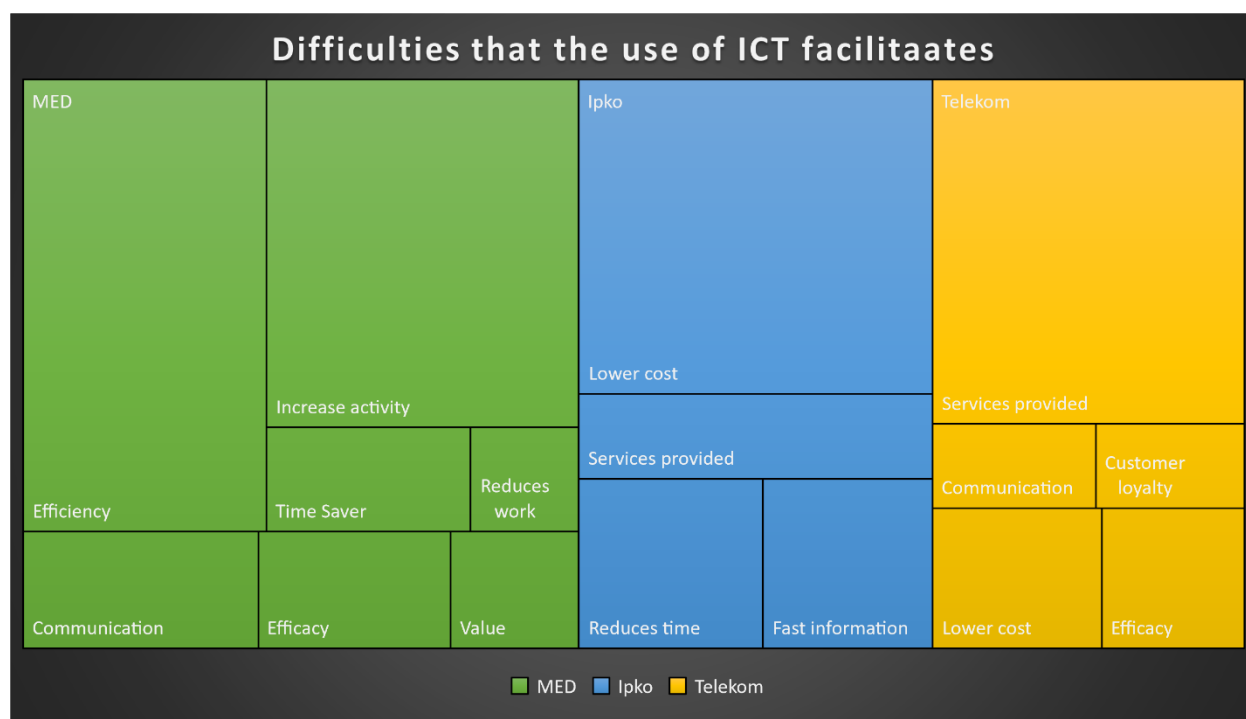 Difficulties that the use of ICT facilitaates
MED
Efficiency
Increase activity
Time Saver
Reduces
work
Communication
Efficacy
Value
Ipko
Lower cost
Services provided
Reduces time
Fast information
Telekom
Services provided
Communication
Customer
loyalty
Lower cost
Efficacy
MED
Ipko
Telekom